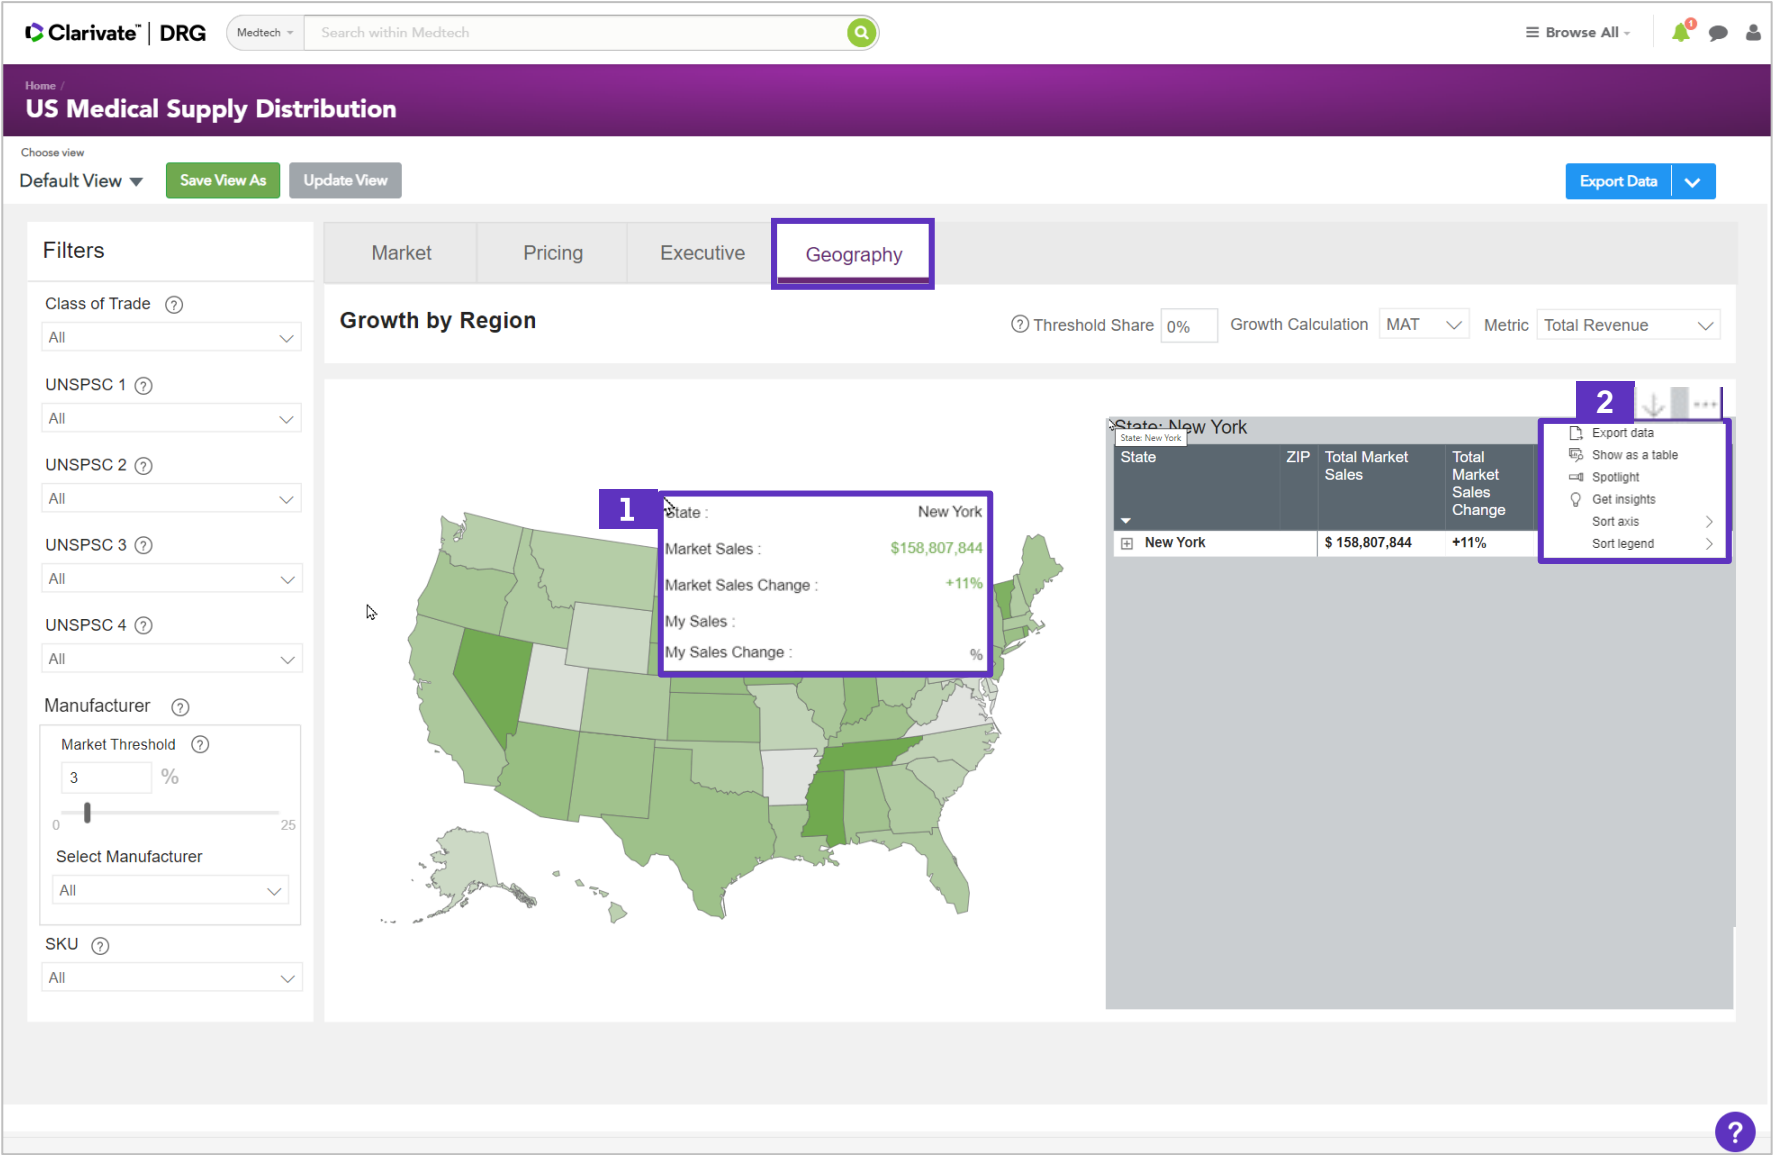 Clarivate™ | DRG
Medtech
Search within Medtech
Browse All
1
Home /
US Medical Supply Distribution
Choose view
Default View
Save View As
Update View
Export Data
Filters
Class of Trade ?
All
UNSPSC 1 ?
All
UNSPSC 2 ?
All
UNSPSC 3 ?
All
UNSPSC 4 ?
All
Manufacturer ?
Market Threshold ?
3 %
0 25
Select Manufacturer
All
SKU ?
All
Market
Pricing
Executive
Geography
Growth by Region
? Threshold Share 0%
Growth Calculation MAT
Metric Total Revenue
1
State : New York
Market Sales : $158,807,844
Market Sales Change : +11%
My Sales :
My Sales Change : %
State: New York
State: New York
State ZIP Total Market Sales Total Market Sales Change
New York $ 158,807,844 +11%
2
Export data
Show as a table
Spotlight
Get insights
Sort axis
Sort legend
?